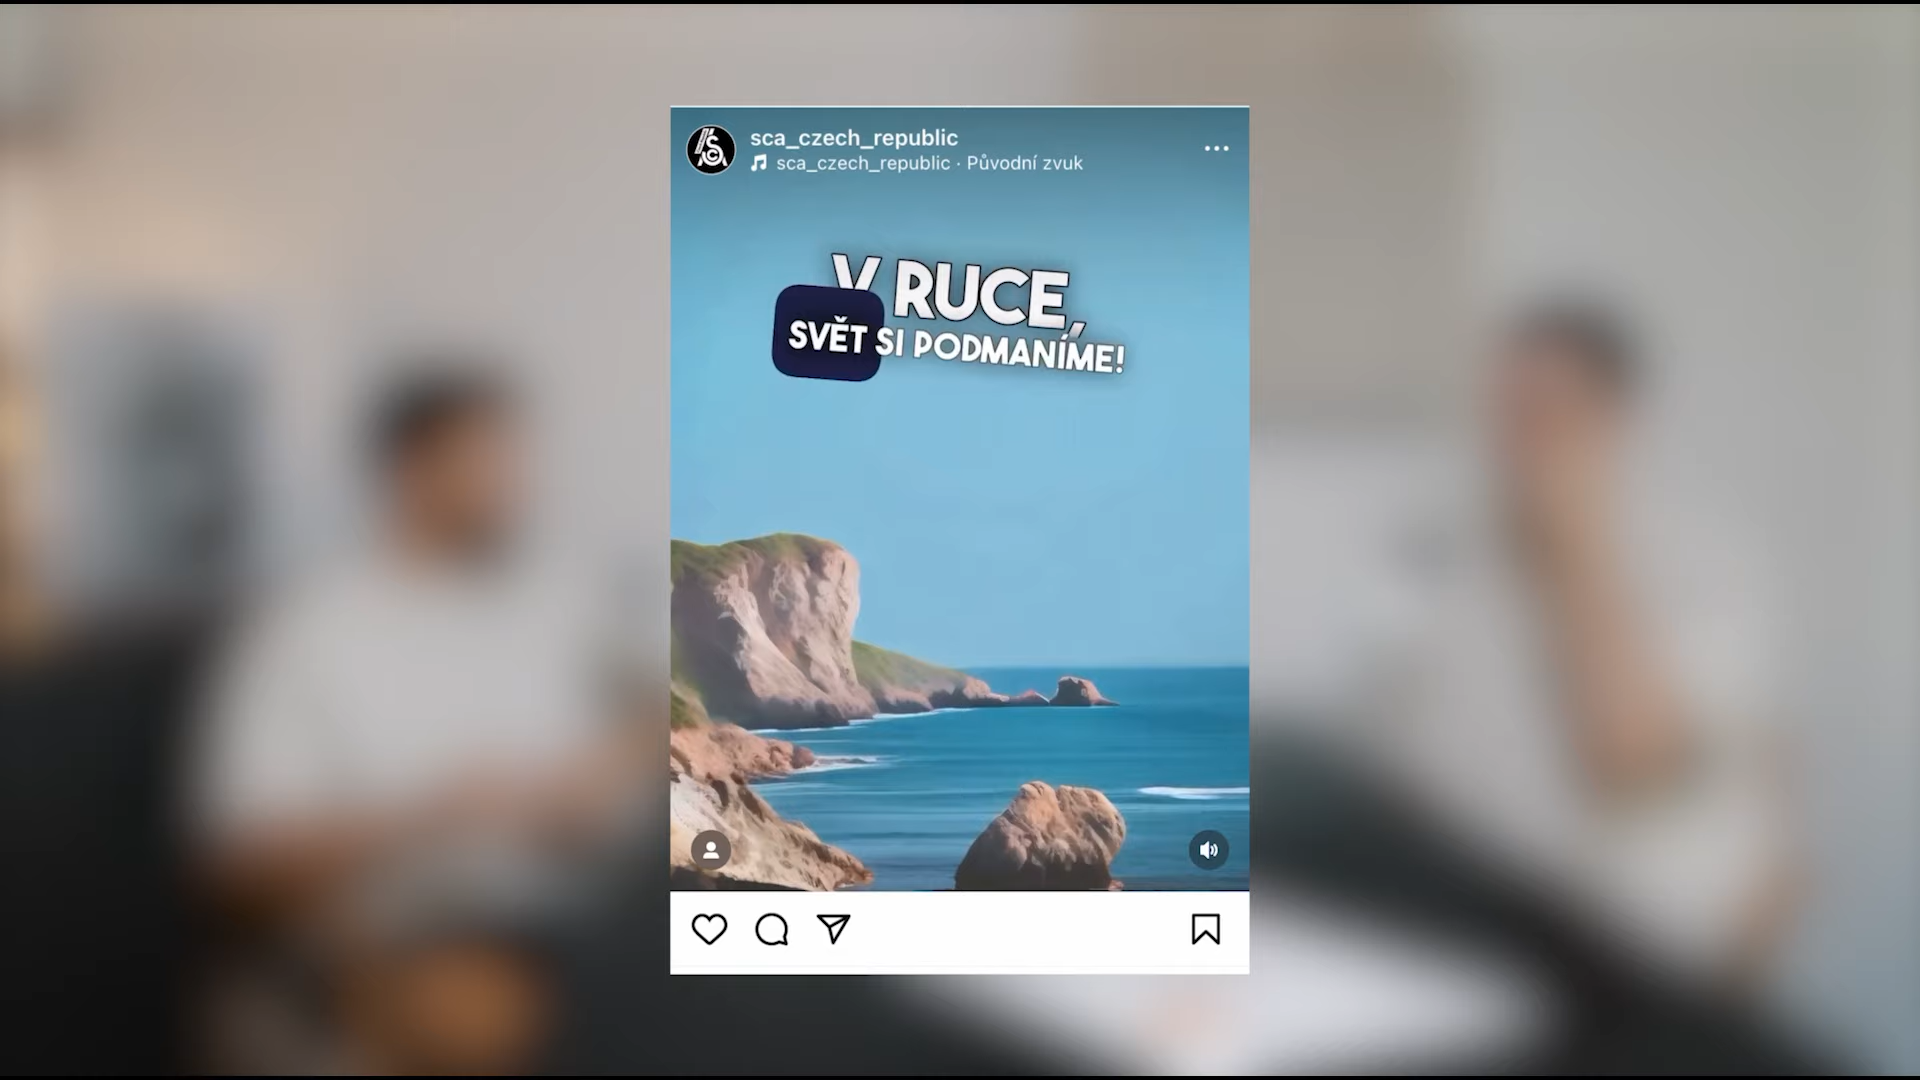 sca_czech_republic
sca_czech_republic · Původní zvuk
V RUCE,
SVĚT SI PODMANÍME!